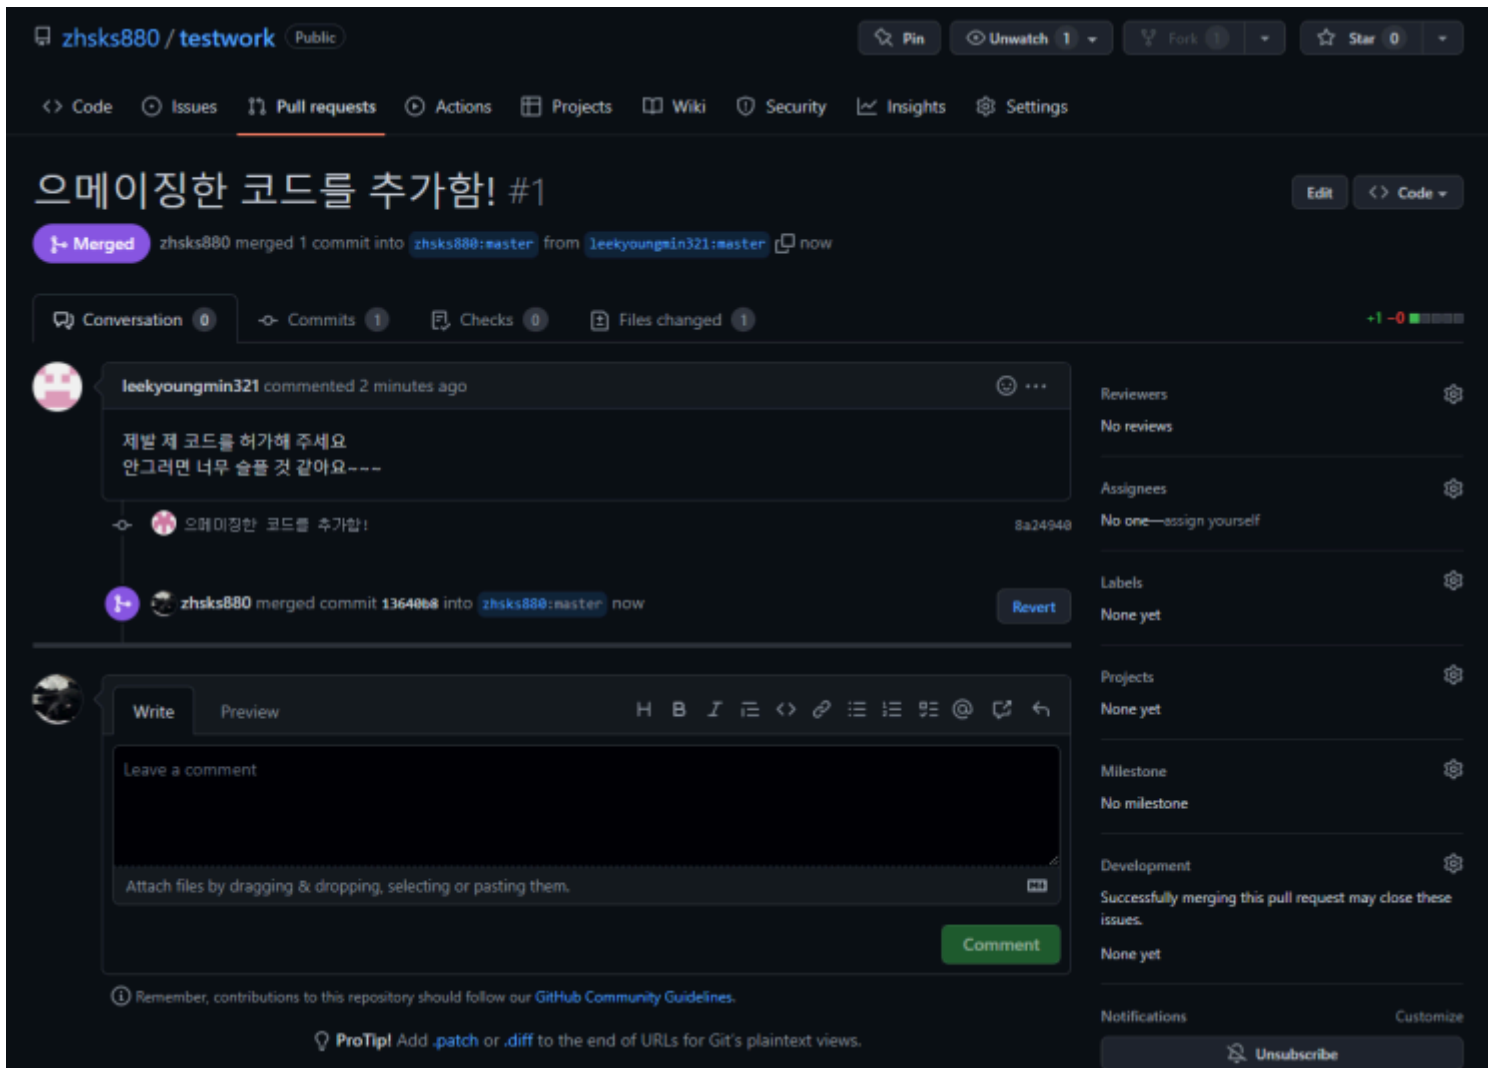 zhsks880 / testwork Public
Pin Unwatch 1 Fork 1 Star 0
Code Issues Pull requests Actions Projects Wiki Security Insights Settings
으메이징한 코드를 추가함! #1
Edit Code
Merged zhsks880 merged 1 commit into zhsks880:master from leekyoungmin321:master now
Conversation 0 Commits 1 Checks 0 Files changed 1
+1 −0
leekyoungmin321 commented 2 minutes ago
제발 제 코드를 허가해 주세요
안그러면 너무 슬플 것 같아요~~~
으메이징한 코드를 추가함!
8a24940
zhsks880 merged commit 13640b8 into zhsks880:master now
Revert
Write Preview
Leave a comment
Attach files by dragging & dropping, selecting or pasting them.
Comment
Remember, contributions to this repository should follow our GitHub Community Guidelines.
ProTip! Add .patch or .diff to the end of URLs for Git's plaintext views.
Reviewers
No reviews
Assignees
No one—assign yourself
Labels
None yet
Projects
None yet
Milestone
No milestone
Development
Successfully merging this pull request may close these
issues.
None yet
Notifications Customize
Unsubscribe